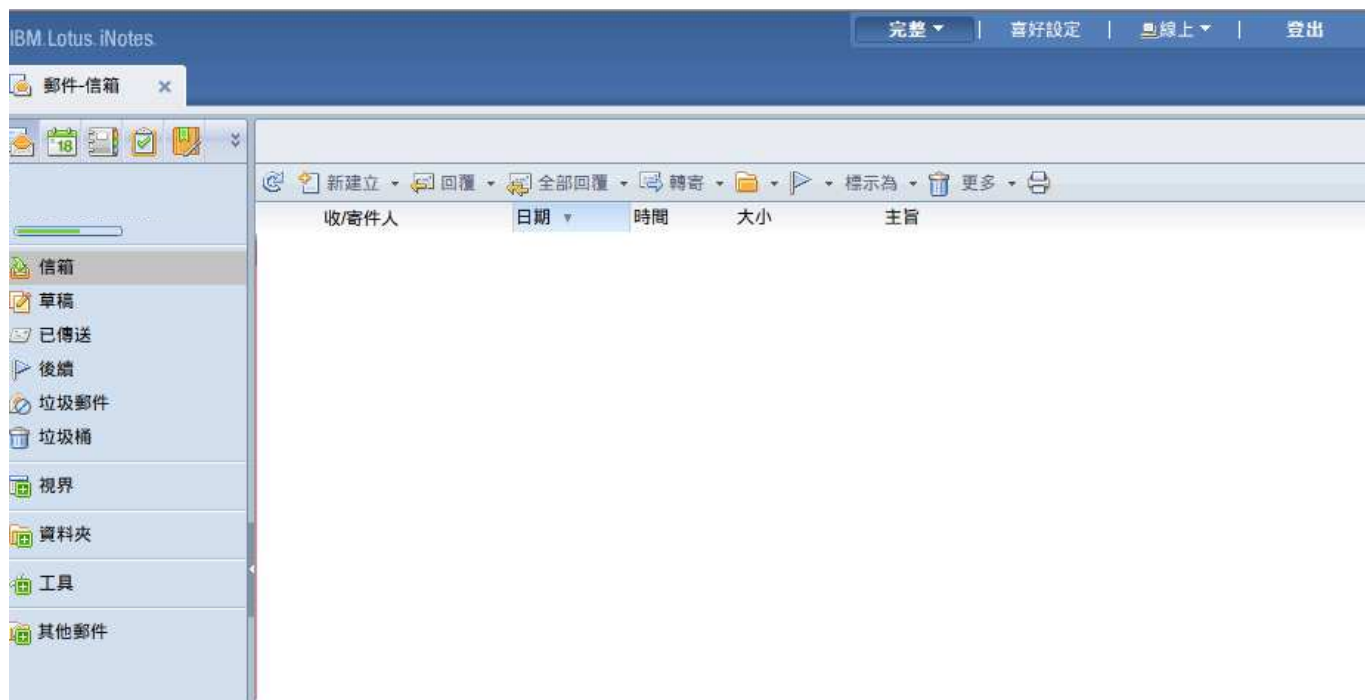 IBM Lotus iNotes
完整 | 喜好設定 | 線上 | 登出
郵件-信箱
18
新建立 回覆 全部回覆 轉寄 標示為 更多
收/寄件人 日期 時間 大小 主旨
信箱
草稿
已傳送
後續
垃圾郵件
垃圾桶
視界
資料夾
工具
其他郵件